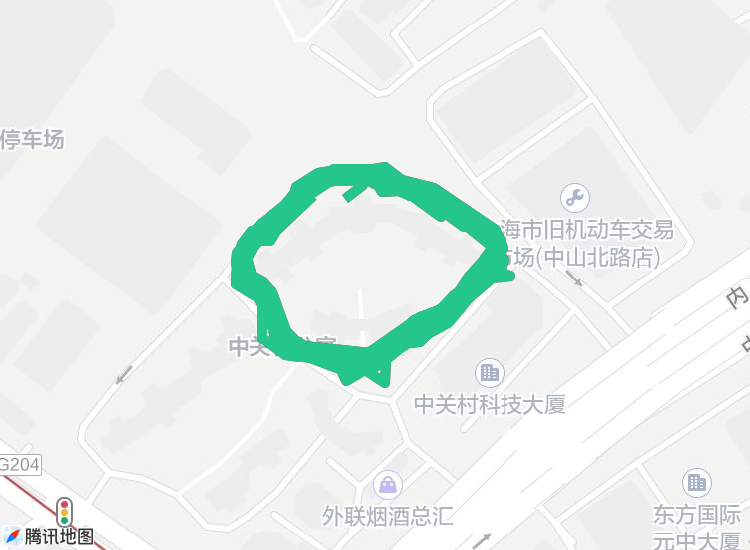 停车场
海市旧机动车交易
市场(中山北路店)
内
中关
中关村科技大厦
G204
外联烟酒总汇
东方国际
元中大厦
腾讯地图